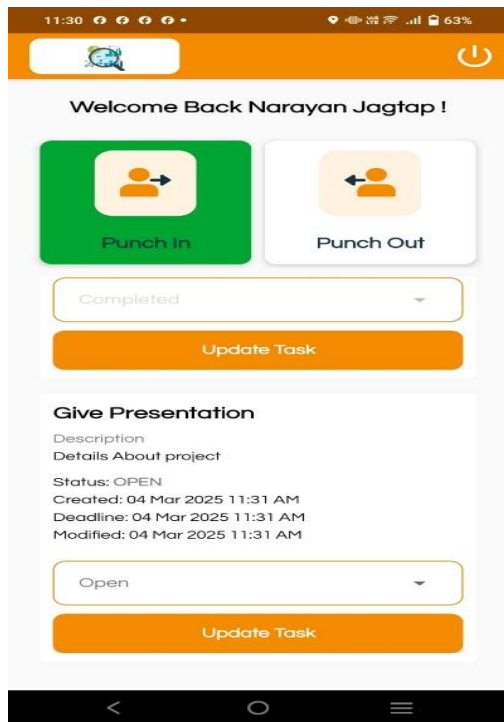 11:30 63%
Welcome Back Narayan Jagtap !
Punch In Punch Out
Completed
Update Task
Give Presentation
Description
Details About project
Status: OPEN
Created: 04 Mar 2025 11:31 AM
Deadline: 04 Mar 2025 11:31 AM
Modified: 04 Mar 2025 11:31 AM
Open
Update Task